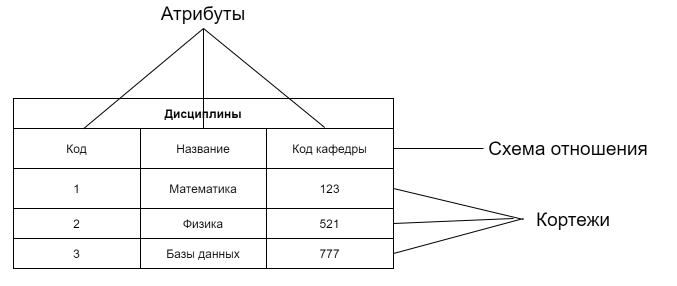 Атрибуты
Дисциплины
Код Название Код кафедры
Схема отношения
1 Математика 123
2 Физика 521
Кортежи
3 Базы данных 777